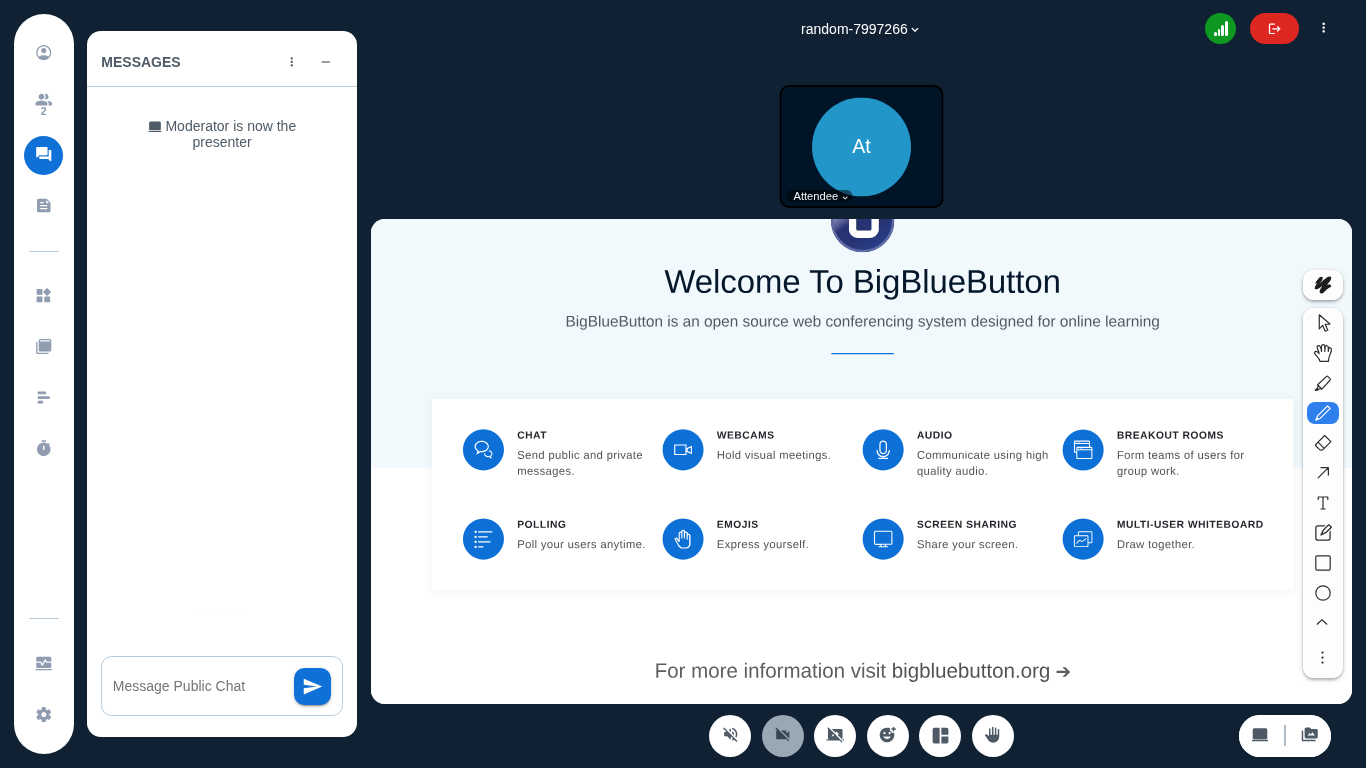 random-7997266
2
MESSAGES
Moderator is now the
presenter
At
Attendee
Welcome To BigBlueButton
BigBlueButton is an open source web conferencing system designed for online learning
CHAT
Send public and private
messages.
WEBCAMS
Hold visual meetings.
AUDIO
Communicate using high
quality audio.
BREAKOUT ROOMS
Form teams of users for
group work.
POLLING
Poll your users anytime.
EMOJIS
Express yourself.
SCREEN SHARING
Share your screen.
MULTI-USER WHITEBOARD
Draw together.
For more information visit bigbluebutton.org ➔
Message Public Chat